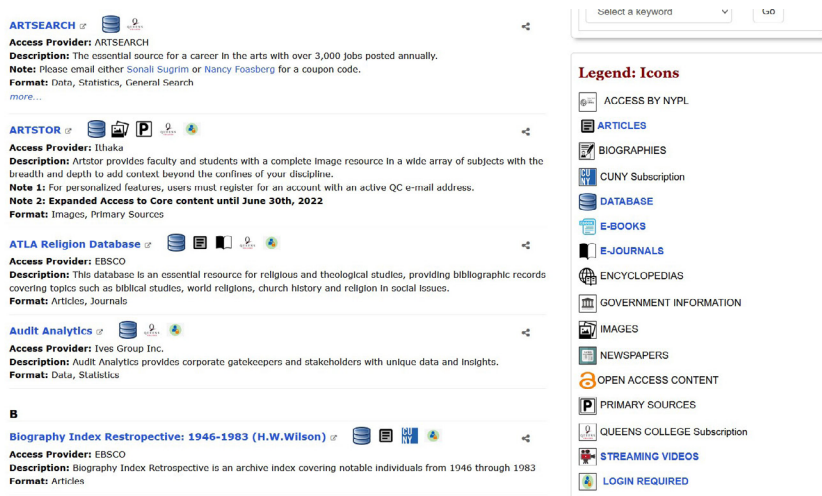 ARTSEARCH
Access Provider: ARTSEARCH
Description: The essential source for a career in the arts with over 3,000 jobs posted annually.
Note: Please email either Sonali Sugrim or Nancy Foasberg for a coupon code.
Format: Data, Statistics, General Search
more...
ARTSTOR
P
Access Provider: Ithaka
Description: Artstor provides faculty and students with a complete image resource in a wide array of subjects with the
breadth and depth to add context beyond the confines of your discipline.
Note 1: For personalized features, users must register for an account with an active QC e-mail address.
Note 2: Expanded Access to Core content until June 30th, 2022
Format: Images, Primary Sources
ATLA Religion Database
Access Provider: EBSCO
Description: This database is an essential resource for religious and theological studies, providing bibliographic records
covering topics such as biblical studies, world religions, church history and religion in social issues.
Format: Articles, Journals
Audit Analytics
Access Provider: Ives Group Inc.
Description: Audit Analytics provides corporate gatekeepers and stakeholders with unique data and insights.
Format: Data, Statistics
B
Biography Index Restropective: 1946-1983 (H.W.Wilson)
CU
NY
Access Provider: EBSCO
Description: Biography Index Retrospective is an archive index covering notable individuals from 1946 through 1983
Format: Articles
Select a keyword
Go
Legend: Icons
ACCESS BY NYPL
ARTICLES
BIOGRAPHIES
CU
NY
CUNY Subscription
DATABASE
E-BOOKS
E-JOURNALS
ENCYCLOPEDIAS
GOVERNMENT INFORMATION
IMAGES
NEWSPAPERS
OPEN ACCESS CONTENT
P
PRIMARY SOURCES
QUEENS COLLEGE Subscription
STREAMING VIDEOS
LOGIN REQUIRED